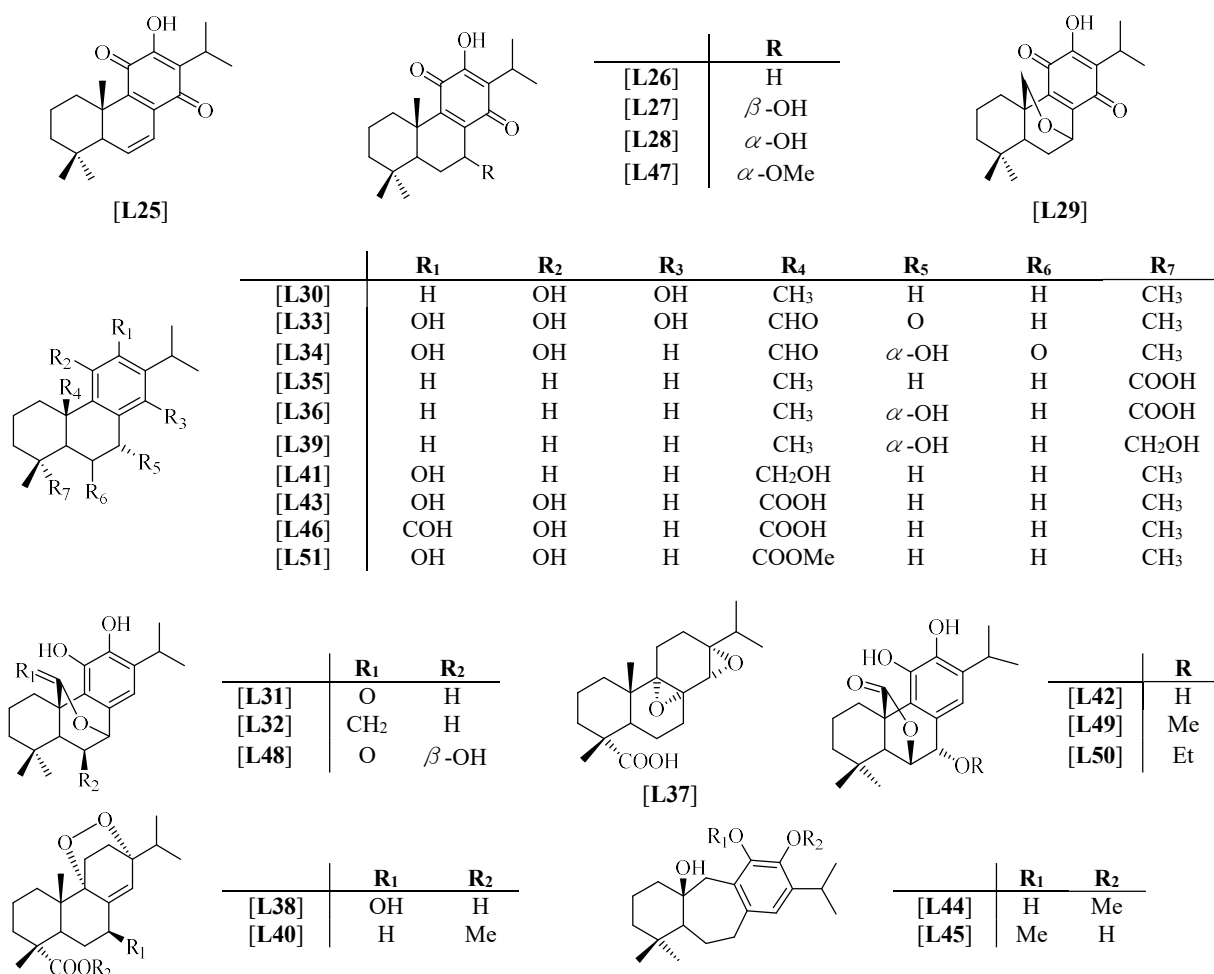 OH
O
O
[L25]
OH
O
O
R
R
[L26] H
[L27] β-OH
[L28] α-OH
[L47] α-OMe
OH
O
O
O
[L29]
R1
R2
R4
R3
R5
R6
R7
R1 R2 R3 R4 R5 R6 R7
[L30] H OH OH CH3 H H CH3
[L33] OH OH OH CHO O H CH3
[L34] OH OH H CHO α-OH O CH3
[L35] H H H CH3 H H COOH
[L36] H H H CH3 α-OH H COOH
[L39] H H H CH3 α-OH H CH2OH
[L41] OH H H CH2OH H H CH3
[L43] OH OH H COOH H H CH3
[L46] COH OH H COOH H H CH3
[L51] OH OH H COOMe H H CH3
OH
HO
R1
O
R2
R1 R2
[L31] O H
[L32] CH2 H
[L48] O β-OH
O
O
COOH
[L37]
OH
HO
O
O
OR
R
[L42] H
[L49] Me
[L50] Et
O
O
R1
COOR2
R1 R2
[L38] OH H
[L40] H Me
R1O
OR2
OH
R1 R2
[L44] H Me
[L45] Me H